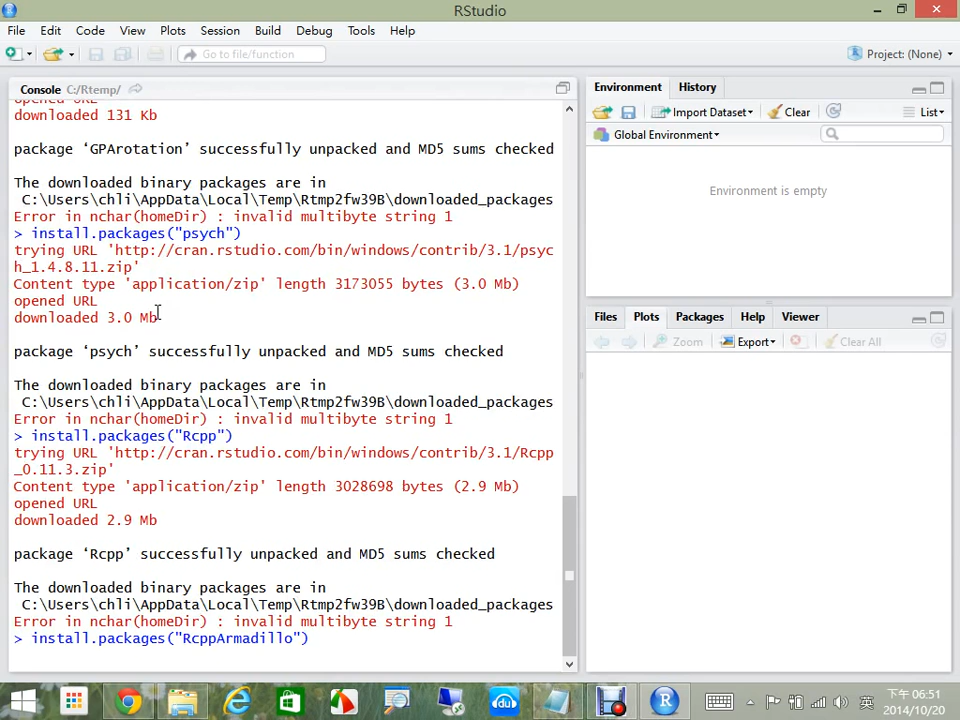 RStudio
File Edit Code View Plots Session Build Debug Tools Help
Go to file/function
Project: (None)
Console C:/Rtemp/
opened URL
downloaded 131 Kb
package ‘GPArotation’ successfully unpacked and MD5 sums checked
The downloaded binary packages are in
C:\Users\chli\AppData\Local\Temp\Rtmp2fw39B\downloaded_packages
Error in nchar(homeDir) : invalid multibyte string 1
> install.packages("psych")
trying URL 'http://cran.rstudio.com/bin/windows/contrib/3.1/psyc
h_1.4.8.11.zip'
Content type 'application/zip' length 3173055 bytes (3.0 Mb)
opened URL
downloaded 3.0 Mb
package ‘psych’ successfully unpacked and MD5 sums checked
The downloaded binary packages are in
C:\Users\chli\AppData\Local\Temp\Rtmp2fw39B\downloaded_packages
Error in nchar(homeDir) : invalid multibyte string 1
> install.packages("Rcpp")
trying URL 'http://cran.rstudio.com/bin/windows/contrib/3.1/Rcpp
_0.11.3.zip'
Content type 'application/zip' length 3028698 bytes (2.9 Mb)
opened URL
downloaded 2.9 Mb
package ‘Rcpp’ successfully unpacked and MD5 sums checked
The downloaded binary packages are in
C:\Users\chli\AppData\Local\Temp\Rtmp2fw39B\downloaded_packages
Error in nchar(homeDir) : invalid multibyte string 1
> install.packages("RcppArmadillo")
Environment History
Import Dataset Clear List
Global Environment
Environment is empty
Files Plots Packages Help Viewer
Zoom Export Clear All
R
du
R
英
下午 06:51
2014/10/20